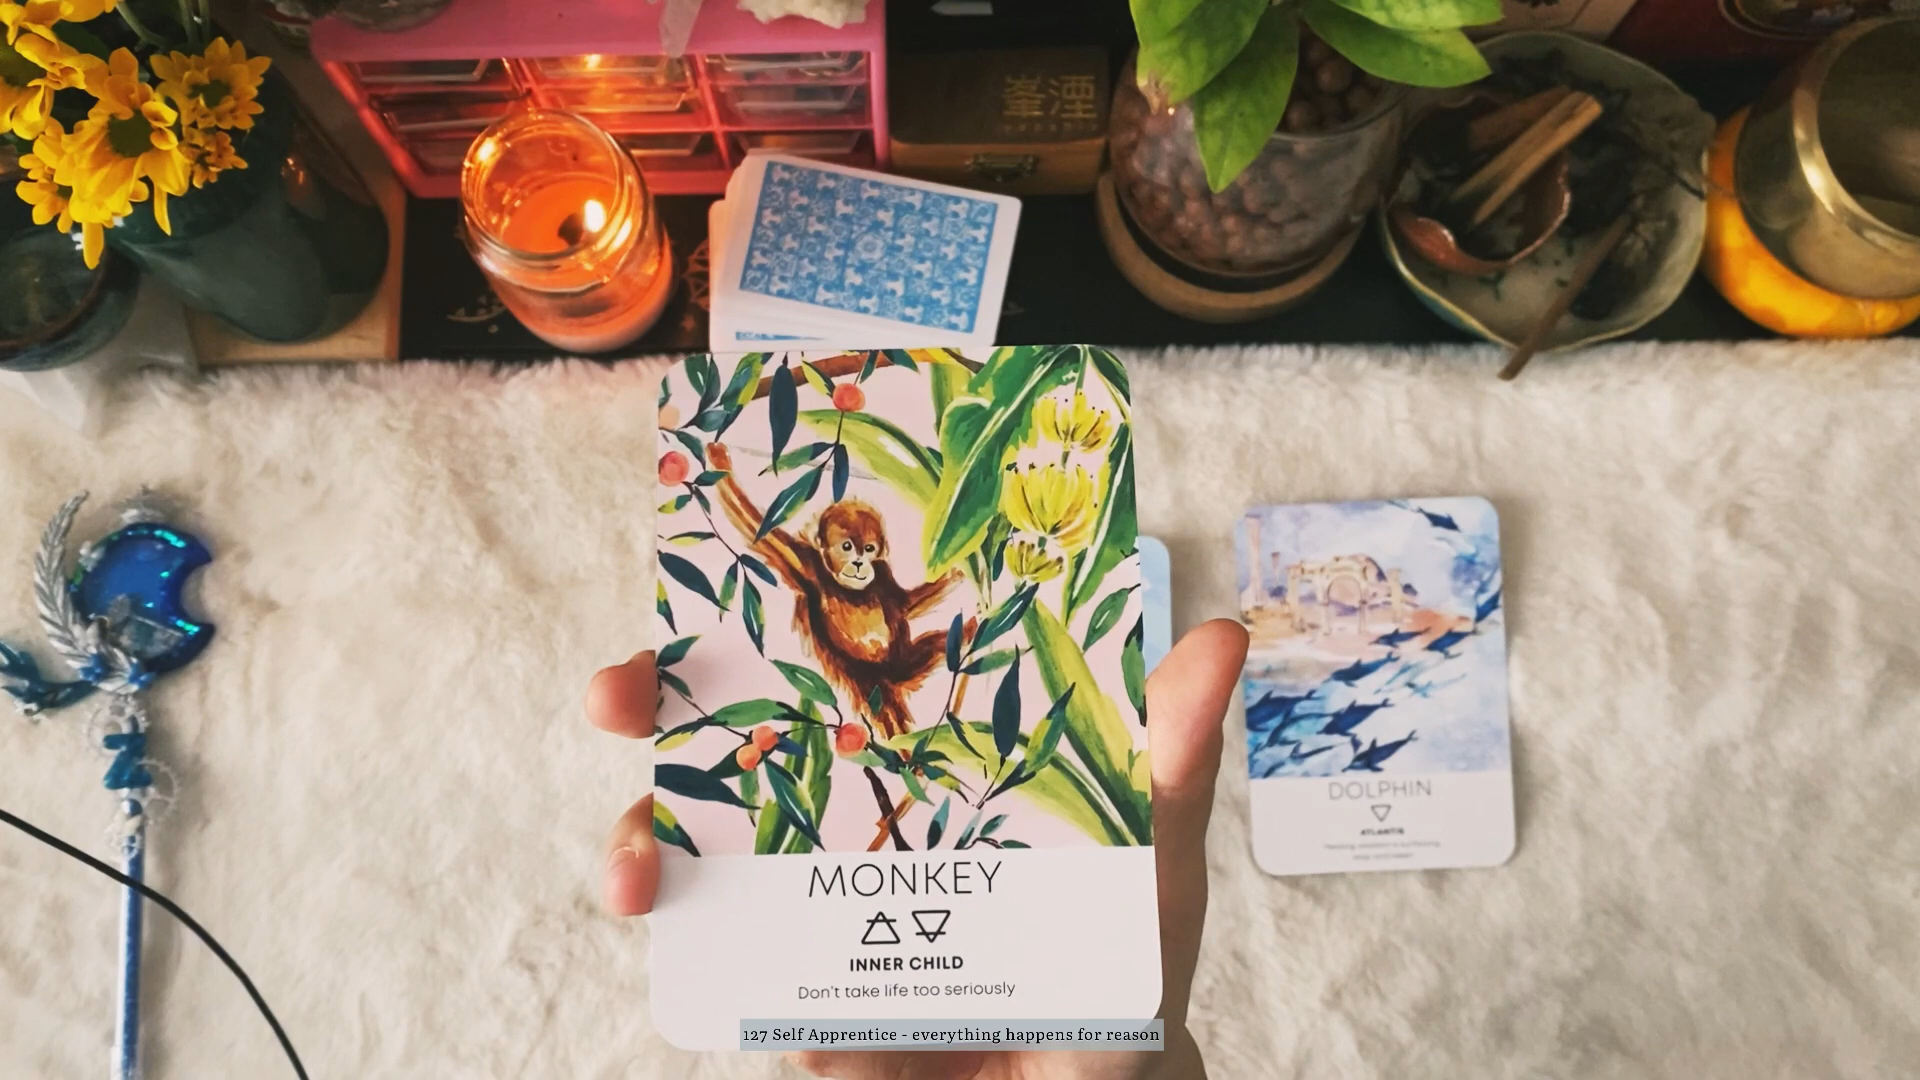 MONKEY
INNER CHILD
Don't take life too seriously
127 Self Apprentice - everything happens for reason
DOLPHIN
ATLANTIS